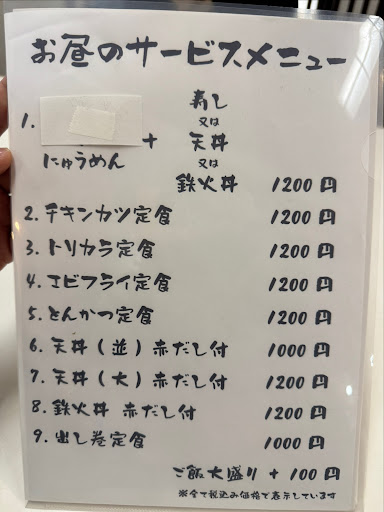 お昼のサービスメニュー
1. にゅうめん + 寿し 又は 天丼 又は 鉄火丼 1200円
2. チキンカツ定食 1200円
3. トリカラ定食 1200円
4. エビフライ定食 1200円
5. とんかつ定食 1200円
6. 天丼(並)赤だし付 1000円
7. 天丼(大)赤だし付 1200円
8. 鉄火丼 赤だし付 1200円
9. 出し巻定食 1000円
ご飯大盛り + 100円
※全て税込み価格で表示しています